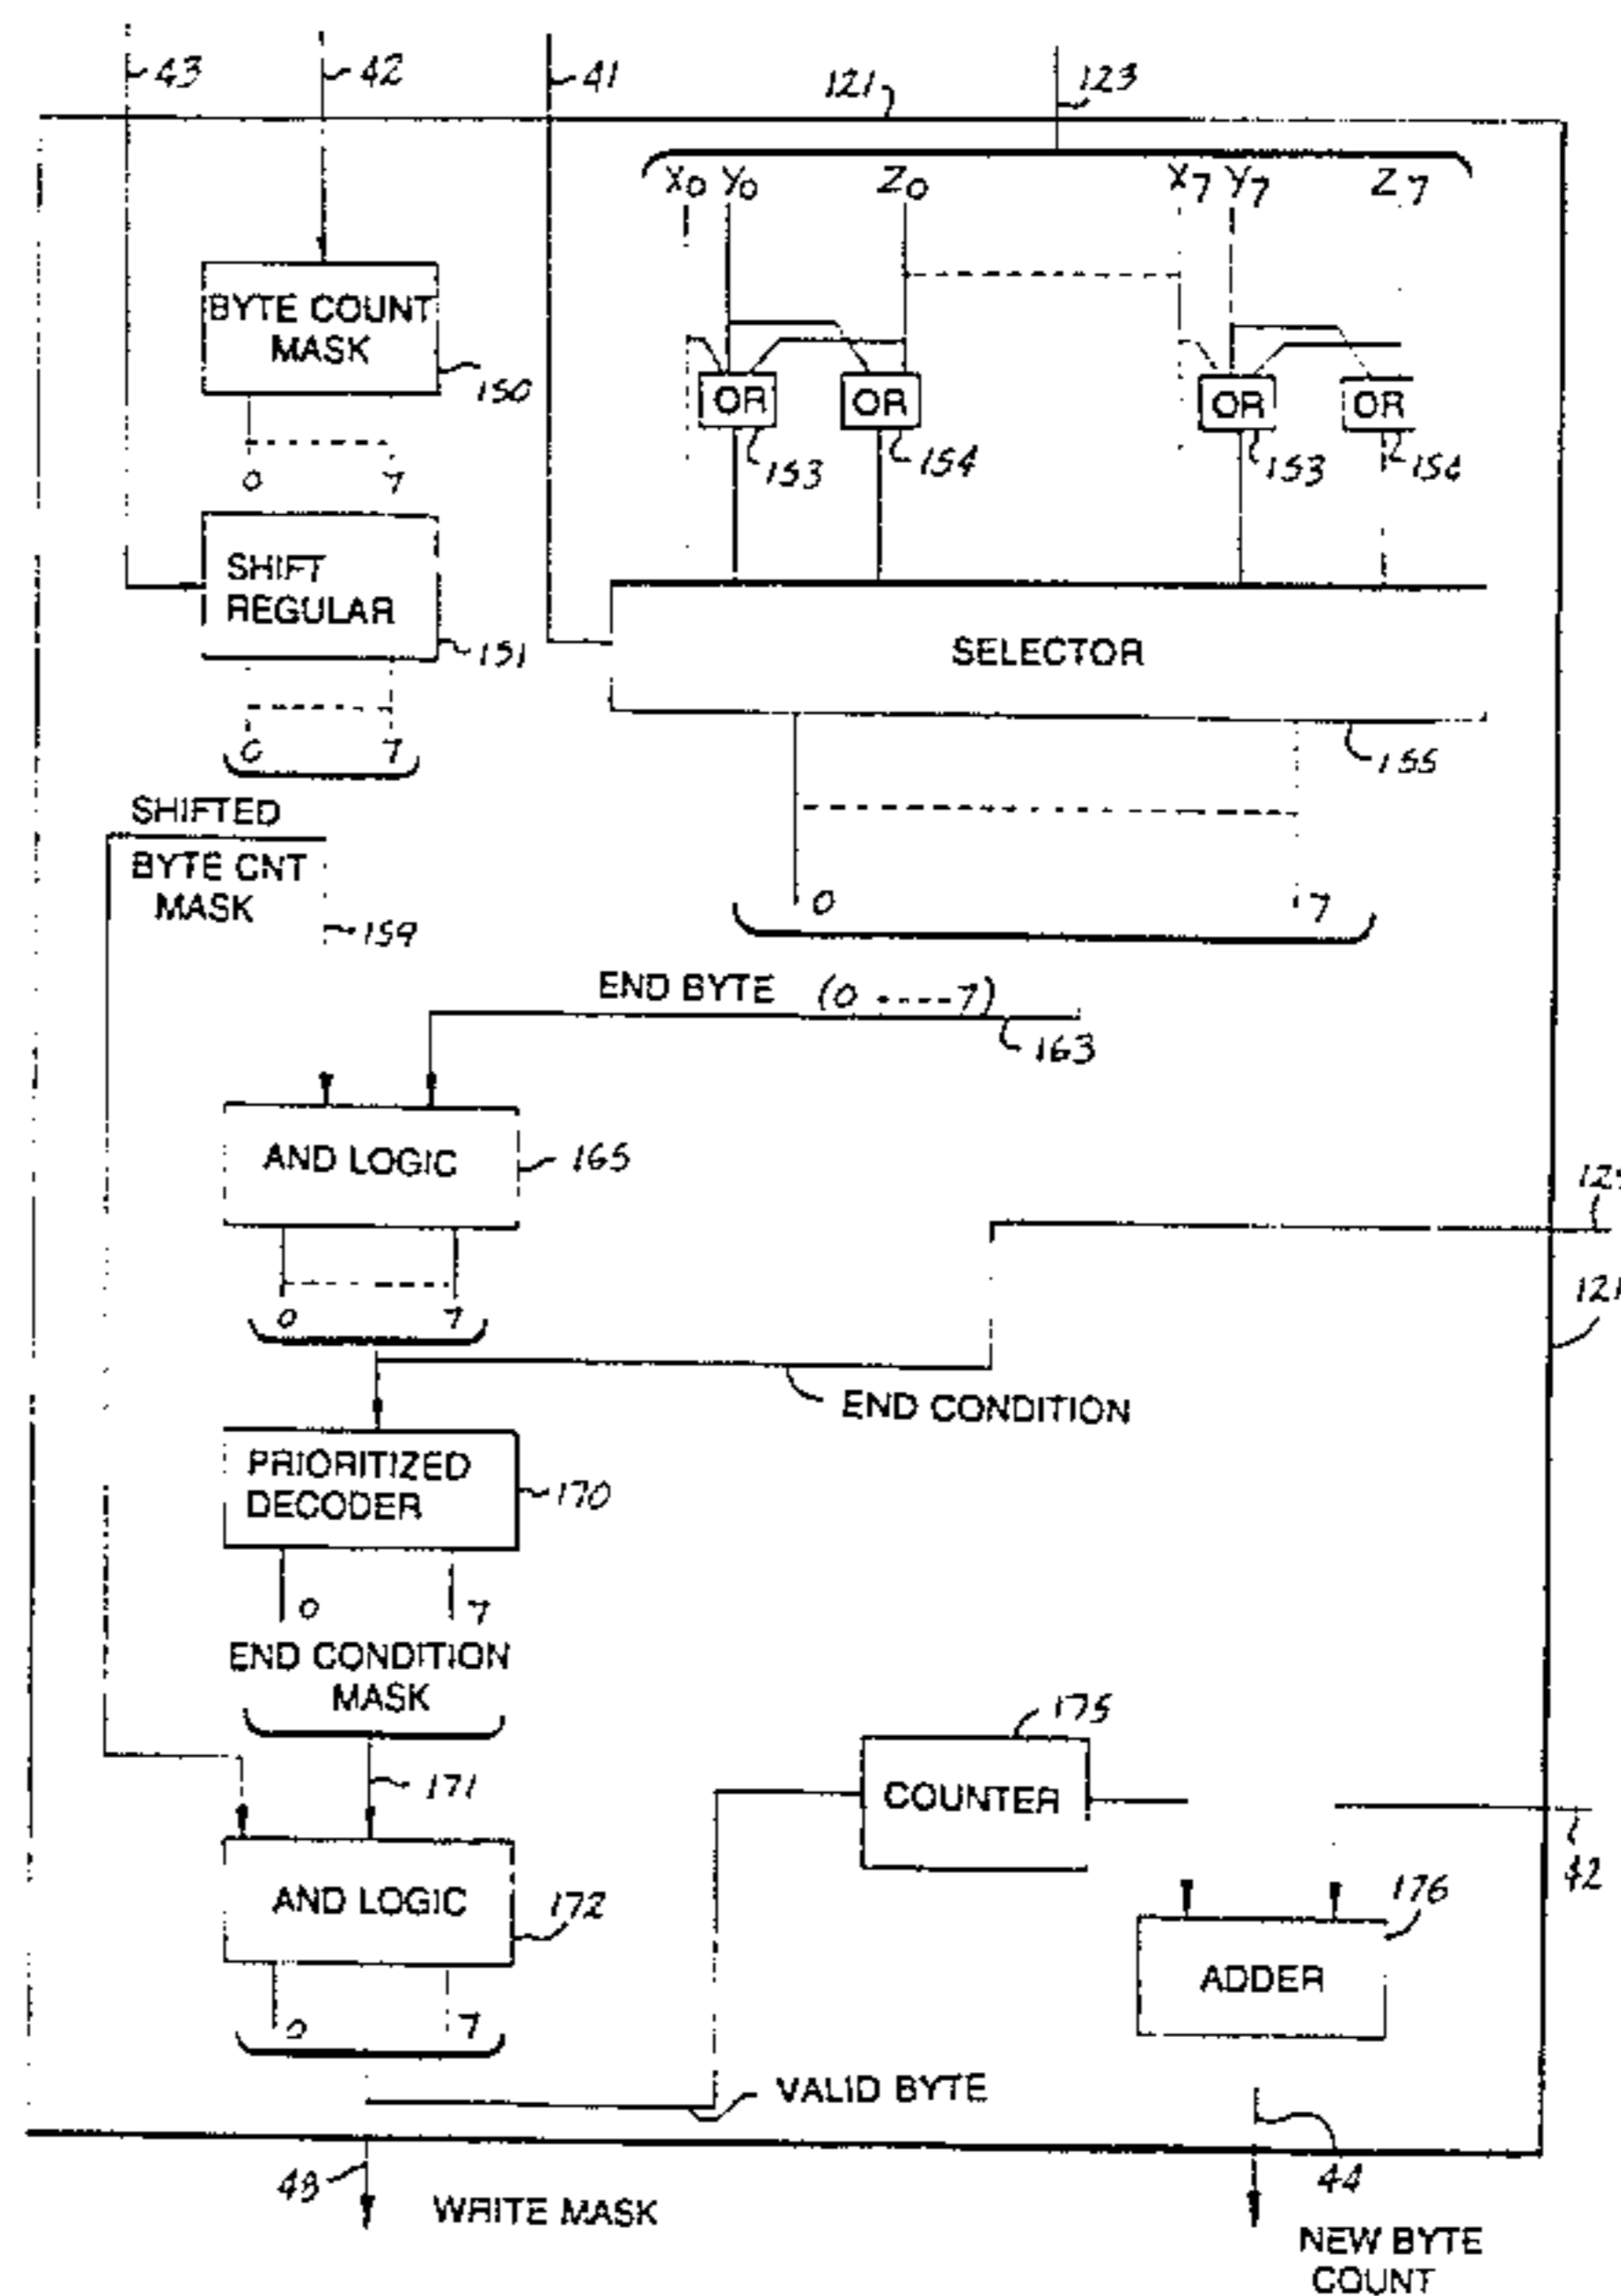 43
42
41
121
123
X0 Y0 Z0 X7 Y7 Z7
BYTE COUNT
MASK
150
OR
OR
OR
OR
153
154
153
0 7
SHIFT
REGULAR
151
SELECTOR
155
0 7
SHIFTED
BYTE CNT
MASK
159
0 7
END BYTE (0 ----7)
163
AND LOGIC
165
0 7
END CONDITION
PRIORITIZED
DECODER
170
0 7
END CONDITION
MASK
171
175
COUNTER
42
AND LOGIC
172
176
ADDER
0 7
VALID BYTE
48
WRITE MASK
44
NEW BYTE
COUNT